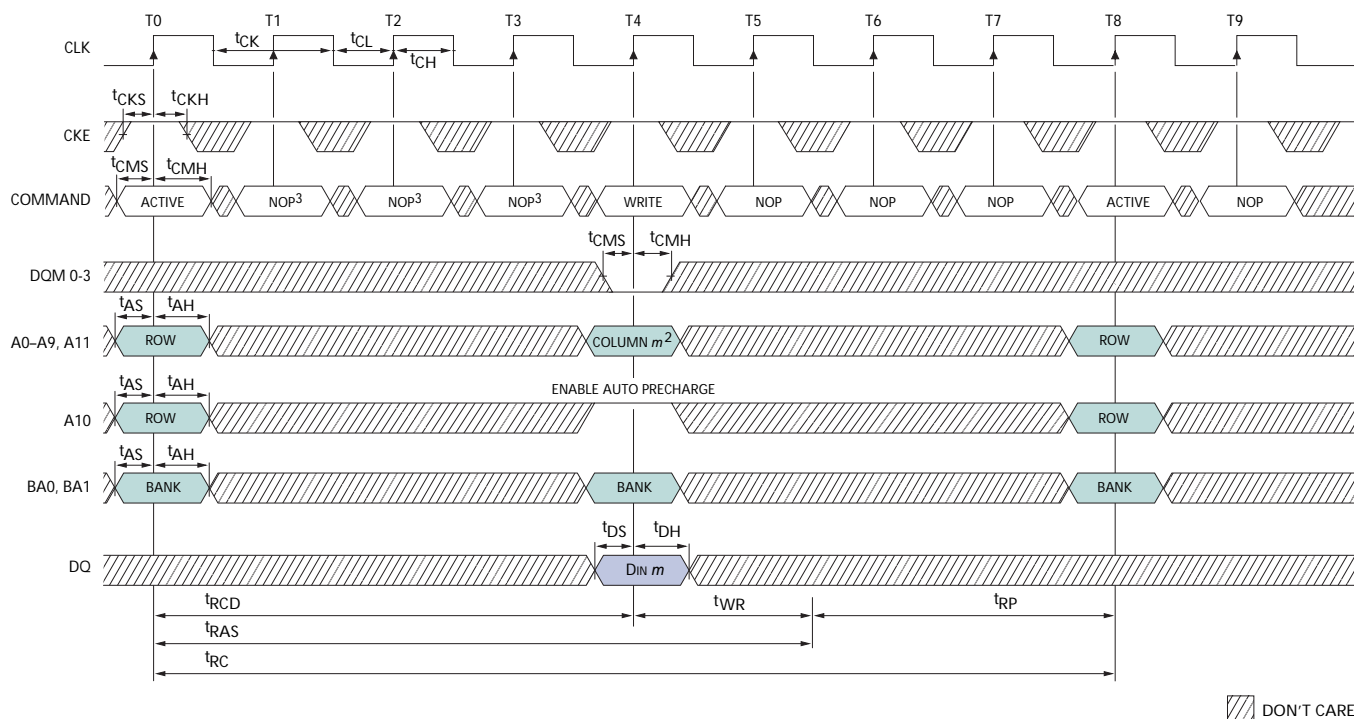 T0 T1 T2 T3 T4 T5 T6 T7 T8 T9
CLK tCK tCL tCH
tCKS tCKH
CKE
tCMS tCMH
COMMAND ACTIVE NOP3 NOP3 NOP3 WRITE NOP NOP NOP ACTIVE NOP
tCMS tCMH
DQM 0-3
tAS tAH
A0–A9, A11 ROW COLUMN m2 ROW
tAS tAH ENABLE AUTO PRECHARGE
A10 ROW ROW
tAS tAH
BA0, BA1 BANK BANK BANK
tDS tDH
DQ DIN m
tRCD tWR tRP
tRAS
tRC
DON'T CARE